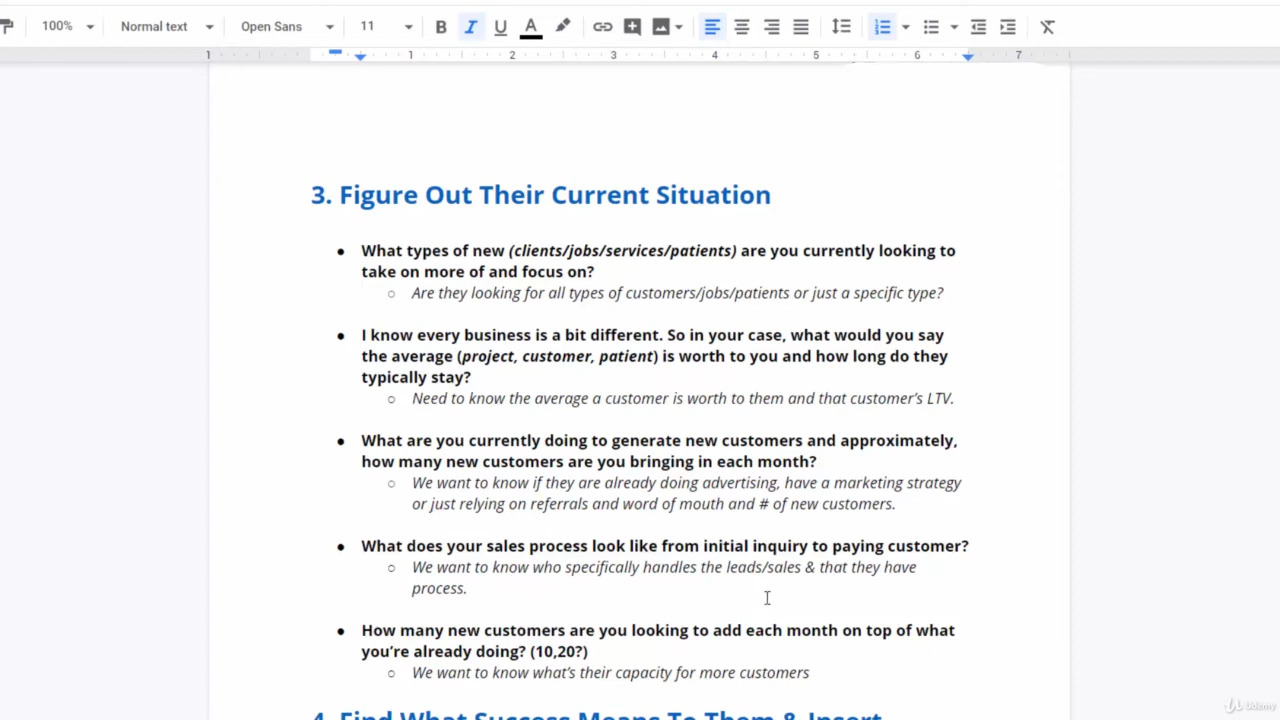 100% Normal text Open Sans 11 B I U A
1 1 2 3 4 5 6 7
3. Figure Out Their Current Situation
● What types of new (clients/jobs/services/patients) are you currently looking to
take on more of and focus on?
○ Are they looking for all types of customers/jobs/patients or just a specific type?
● I know every business is a bit different. So in your case, what would you say
the average (project, customer, patient) is worth to you and how long do they
typically stay?
○ Need to know the average a customer is worth to them and that customer's LTV.
● What are you currently doing to generate new customers and approximately,
how many new customers are you bringing in each month?
○ We want to know if they are already doing advertising, have a marketing strategy
or just relying on referrals and word of mouth and # of new customers.
● What does your sales process look like from initial inquiry to paying customer?
○ We want to know who specifically handles the leads/sales & that they have
process.
● How many new customers are you looking to add each month on top of what
you're already doing? (10,20?)
○ We want to know what's their capacity for more customers
4. Find What Success Means To Them & Insert
Udemy